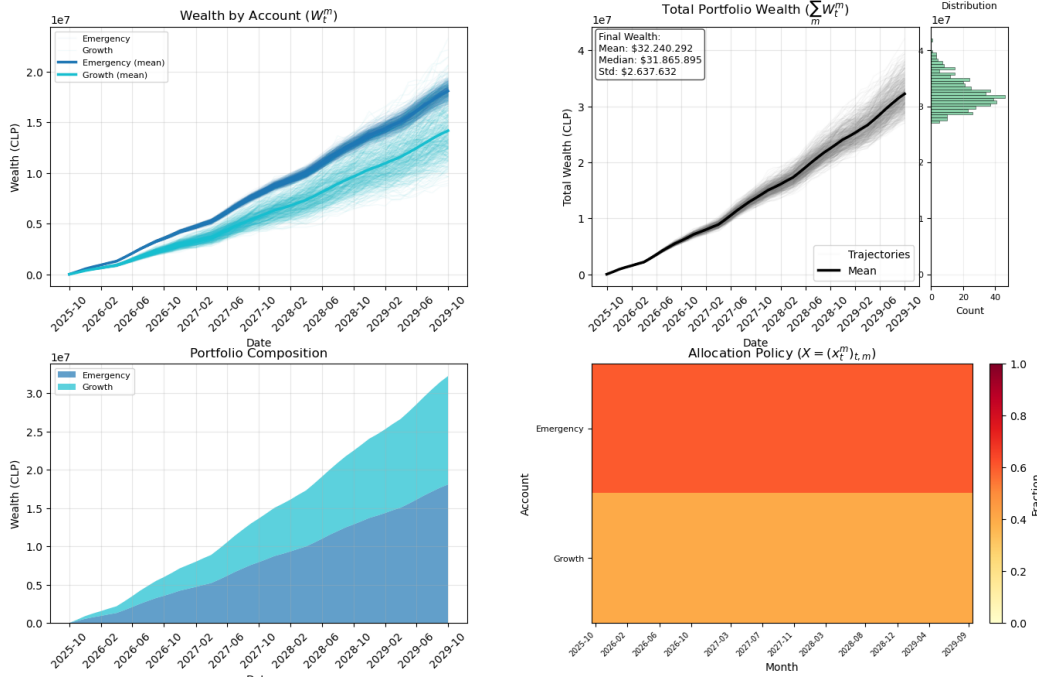 Wealth by Account (W_t^m)
1e7
Emergency
Growth
Emergency (mean)
Growth (mean)
Wealth (CLP)
2.0
1.5
1.0
0.5
0.0
2025-10
2026-02
2026-06
2026-10
2027-02
2027-06
2027-10
2028-02
2028-06
2028-10
2029-02
2029-06
2029-10
Date
Total Portfolio Wealth (∑_m W_t^m)
1e7
Final Wealth:
Mean: $32.240.292
Median: $31.865.895
Std: $2.637.632
Total Wealth (CLP)
4
3
2
1
0
Trajectories
Mean
2025-10
2026-02
2026-06
2026-10
2027-02
2027-06
2027-10
2028-02
2028-06
2028-10
2029-02
2029-06
2029-10
Date
Distribution
1e7
4
3
2
1
0
0
20
40
Count
Portfolio Composition
1e7
Emergency
Growth
Wealth (CLP)
3.0
2.5
2.0
1.5
1.0
0.5
0.0
2025-10
2026-02
2026-06
2026-10
2027-02
2027-06
2027-10
2028-02
2028-06
2028-10
2029-02
2029-06
2029-10
Allocation Policy (X = (x_t^m)_{t,m})
Account
Emergency
Growth
2025-10
2026-02
2026-06
2026-10
2027-03
2027-07
2027-11
2028-03
2028-08
2028-12
2029-04
2029-09
Month
1.0
0.8
0.6
0.4
0.2
0.0
Fraction